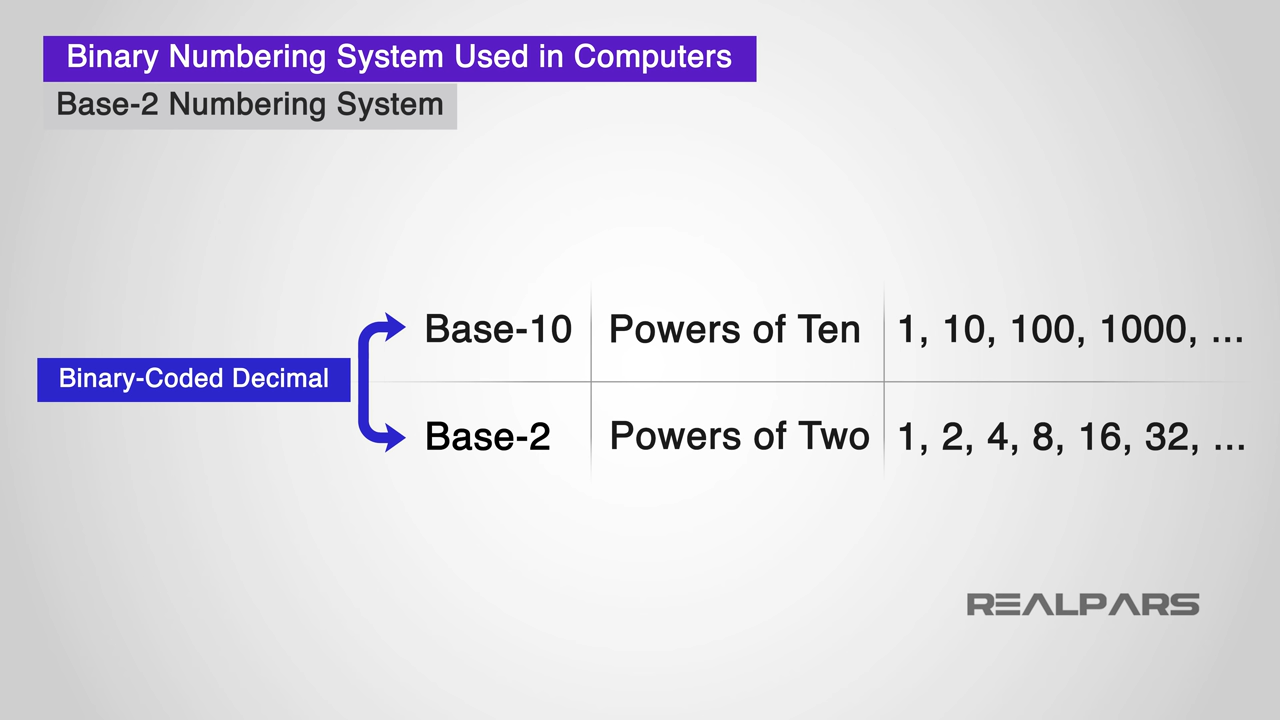 Binary Numbering System Used in Computers
Base-2 Numbering System
Binary-Coded Decimal
Base-10 Powers of Ten 1, 10, 100, 1000, ...
Base-2 Powers of Two 1, 2, 4, 8, 16, 32, ...
REALPARS